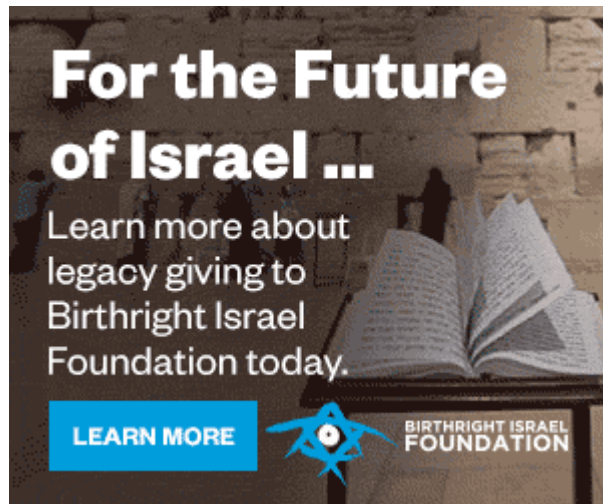 For the Future
of Israel ...
Learn more about
legacy giving to
Birthright Israel
Foundation today.
LEARN MORE
BIRTHRIGHT ISRAEL
FOUNDATION